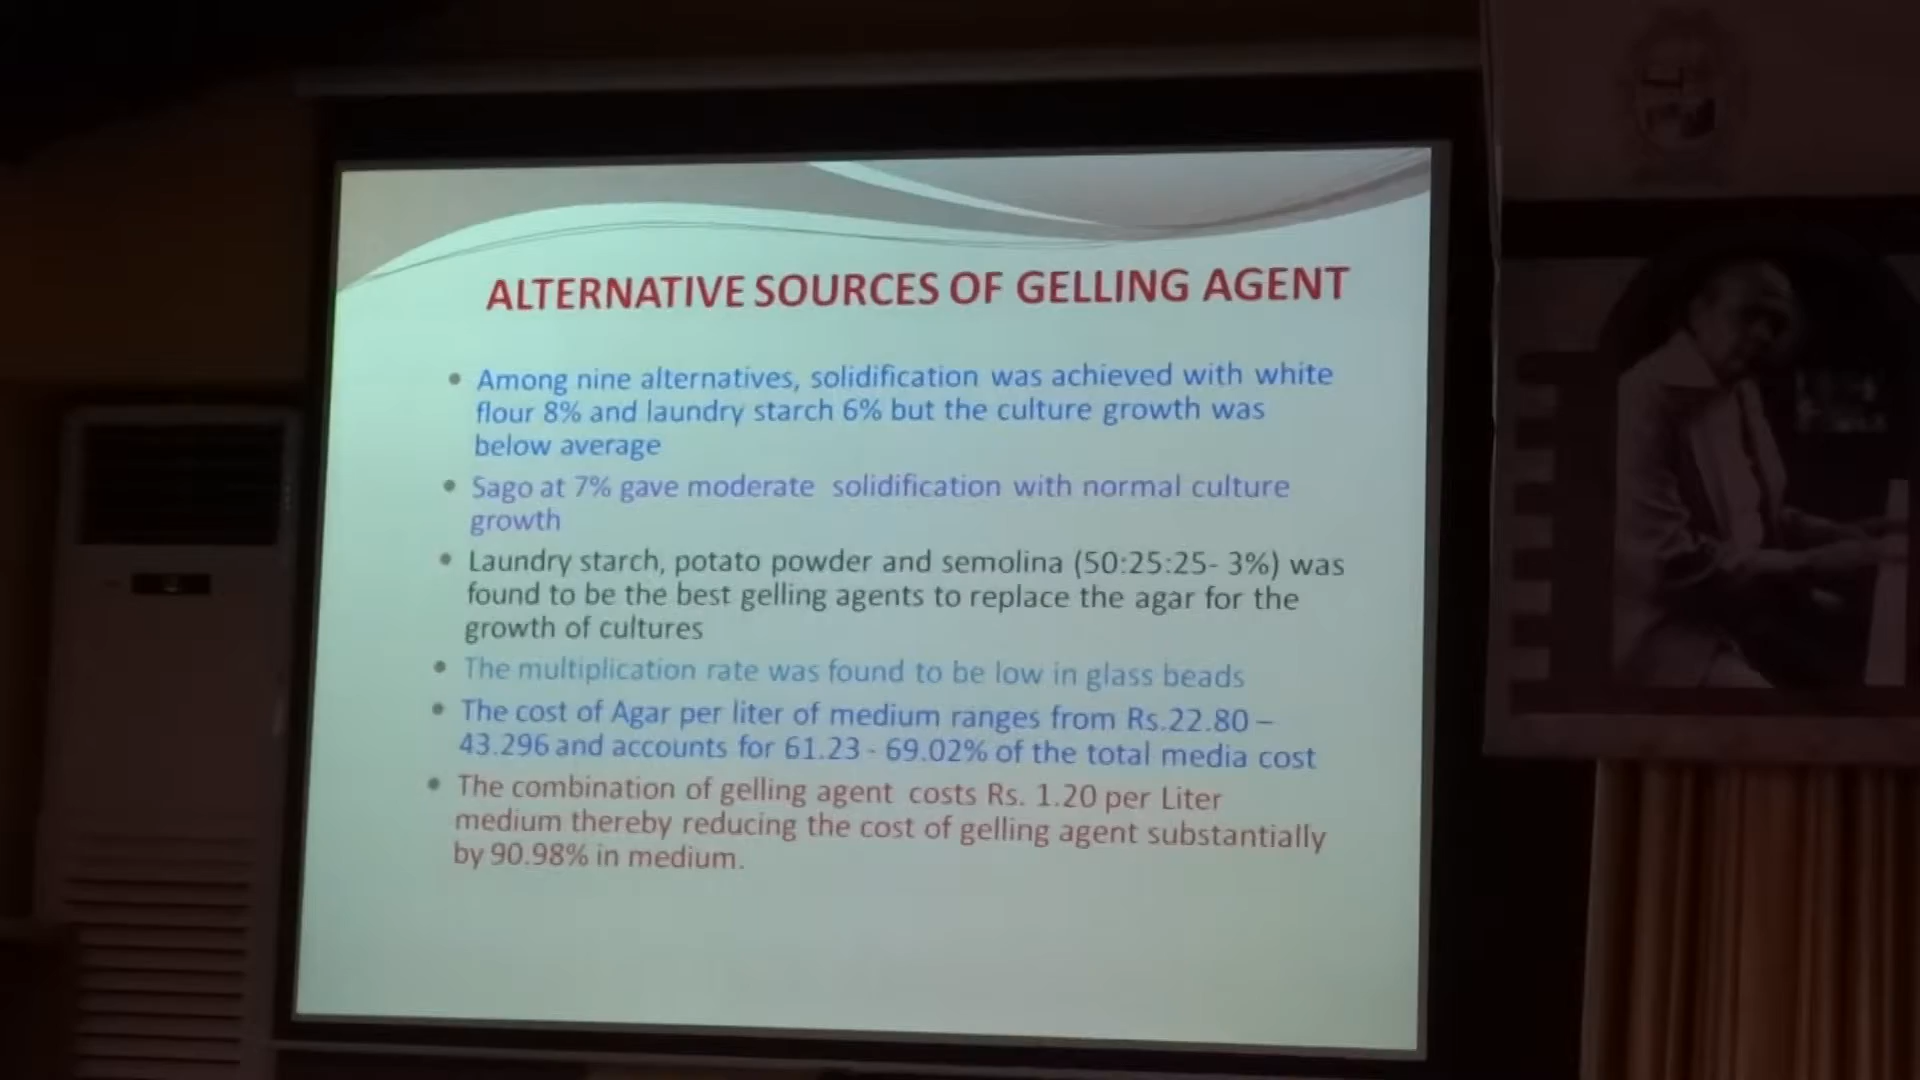 ALTERNATIVE SOURCES OF GELLING AGENT
• Among nine alternatives, solidification was achieved with white
flour 8% and laundry starch 6% but the culture growth was
below average
• Sago at 7% gave moderate solidification with normal culture
growth
• Laundry starch, potato powder and semolina (50:25:25- 3%) was
found to be the best gelling agents to replace the agar for the
growth of cultures
• The multiplication rate was found to be low in glass beads
• The cost of Agar per liter of medium ranges from Rs.22.80 –
43.296 and accounts for 61.23 - 69.02% of the total media cost
• The combination of gelling agent costs Rs. 1.20 per Liter
medium thereby reducing the cost of gelling agent substantially
by 90.98% in medium.